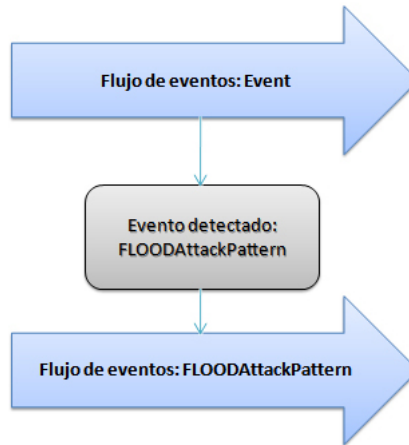 Flujo de eventos: Event
Evento detectado:
FLOODAttackPattern
Flujo de eventos: FLOODAttackPattern